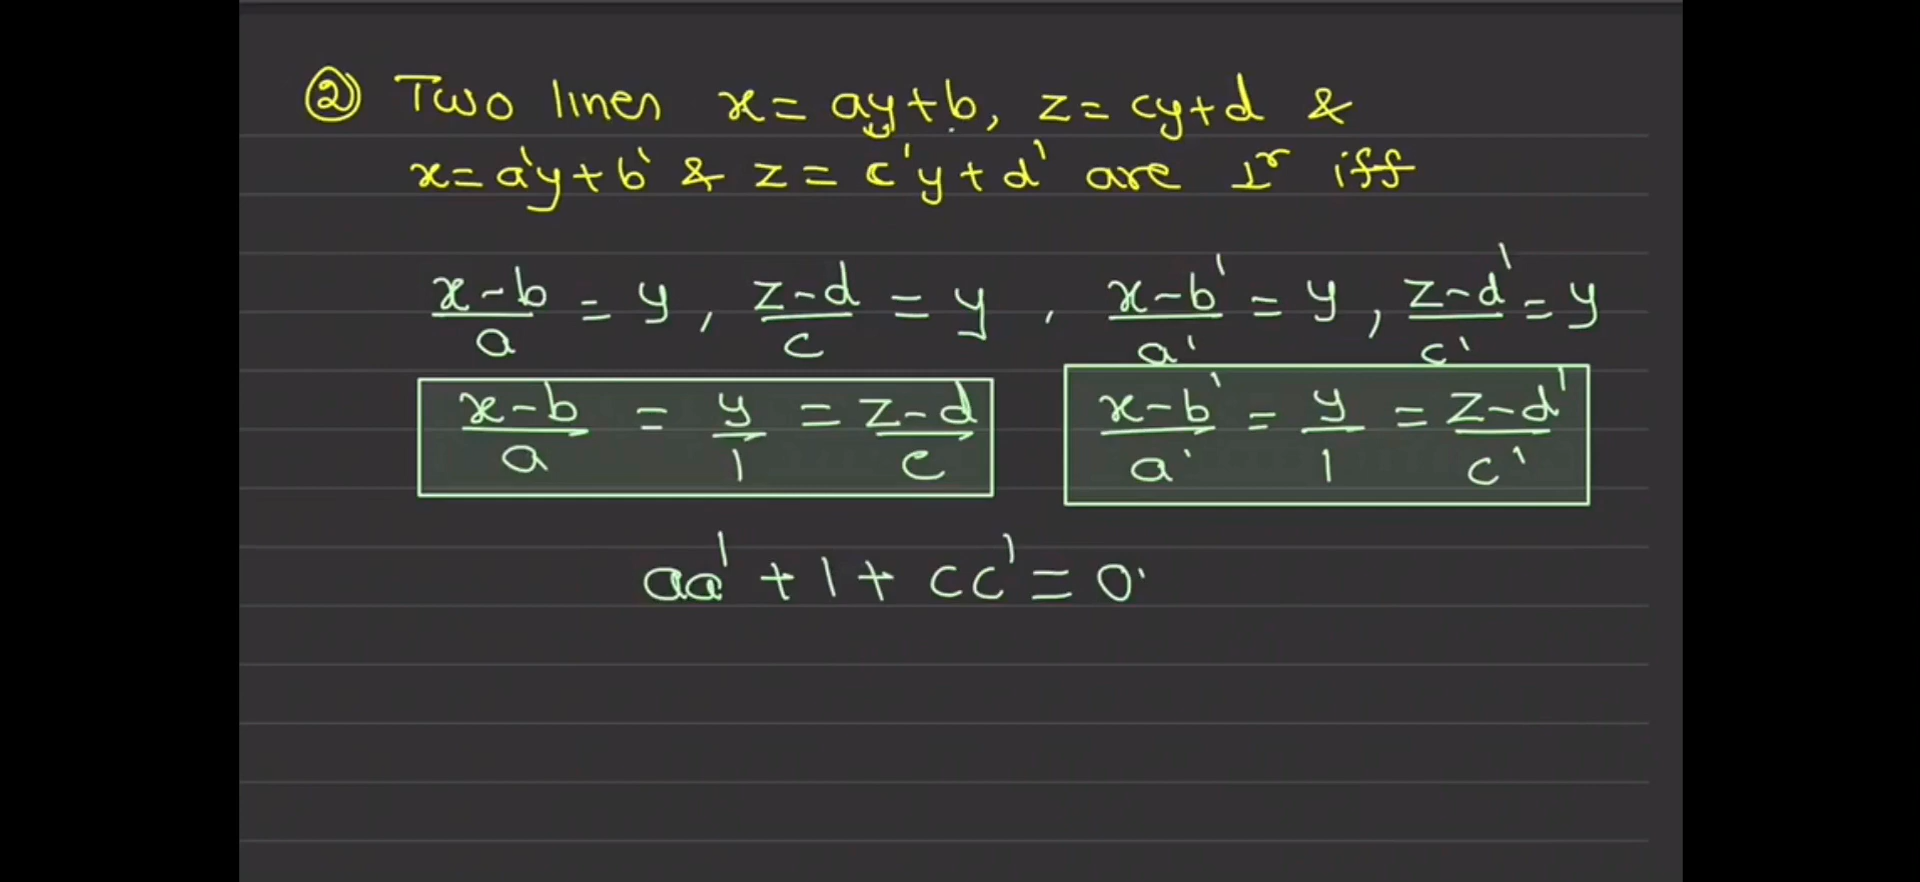 ② Two lines x = ay + b, z = cy + d &
x = a'y + b' & z = c'y + d' are ⊥r iff
x-b/a = y, z-d/c = y, x-b'/a' = y, z-d'/c' = y
x-b/a = y/1 = z-d/c x-b'/a' = y/1 = z-d'/c'
aa' + 1 + cc' = 0.